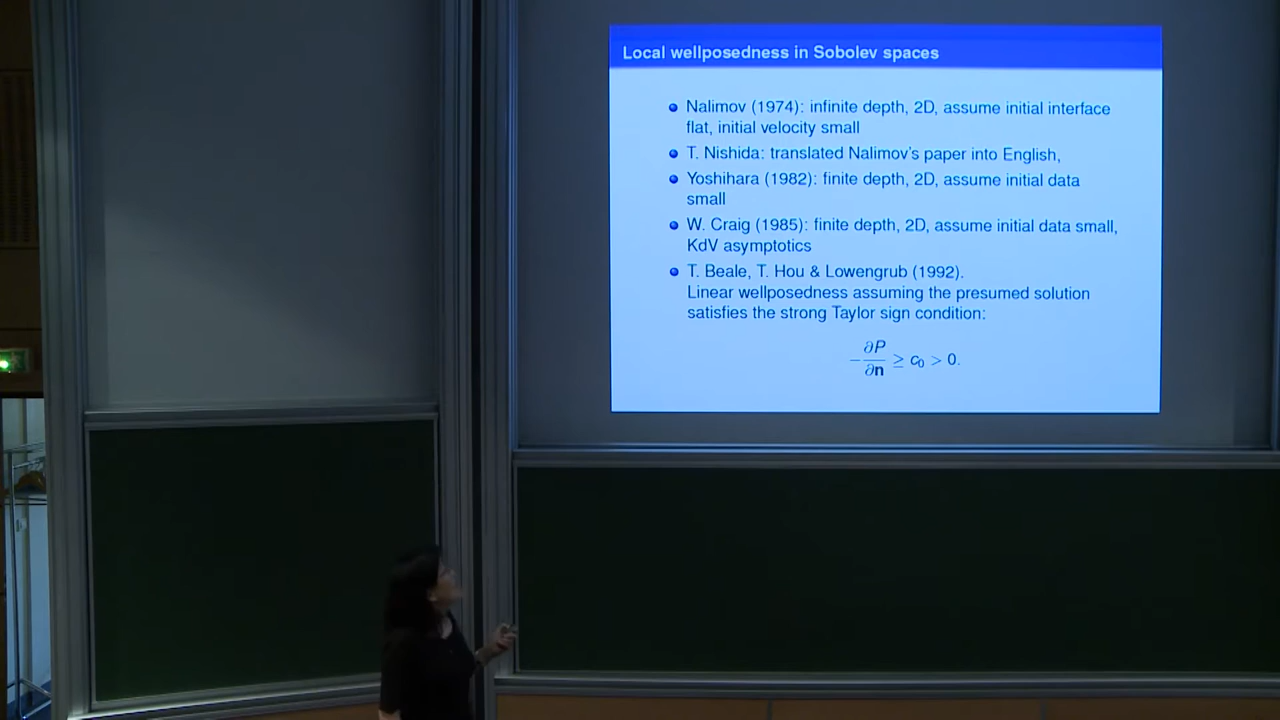 Local wellposedness in Sobolev spaces
Nalimov (1974): infinite depth, 2D, assume initial interface
flat, initial velocity small
T. Nishida: translated Nalimov's paper into English,
Yoshihara (1982): finite depth, 2D, assume initial data
small
W. Craig (1985): finite depth, 2D, assume initial data small,
KdV asymptotics
T. Beale, T. Hou & Lowengrub (1992).
Linear wellposedness assuming the presumed solution
satisfies the strong Taylor sign condition:
−∂P/∂n ≥ c₀ > 0.